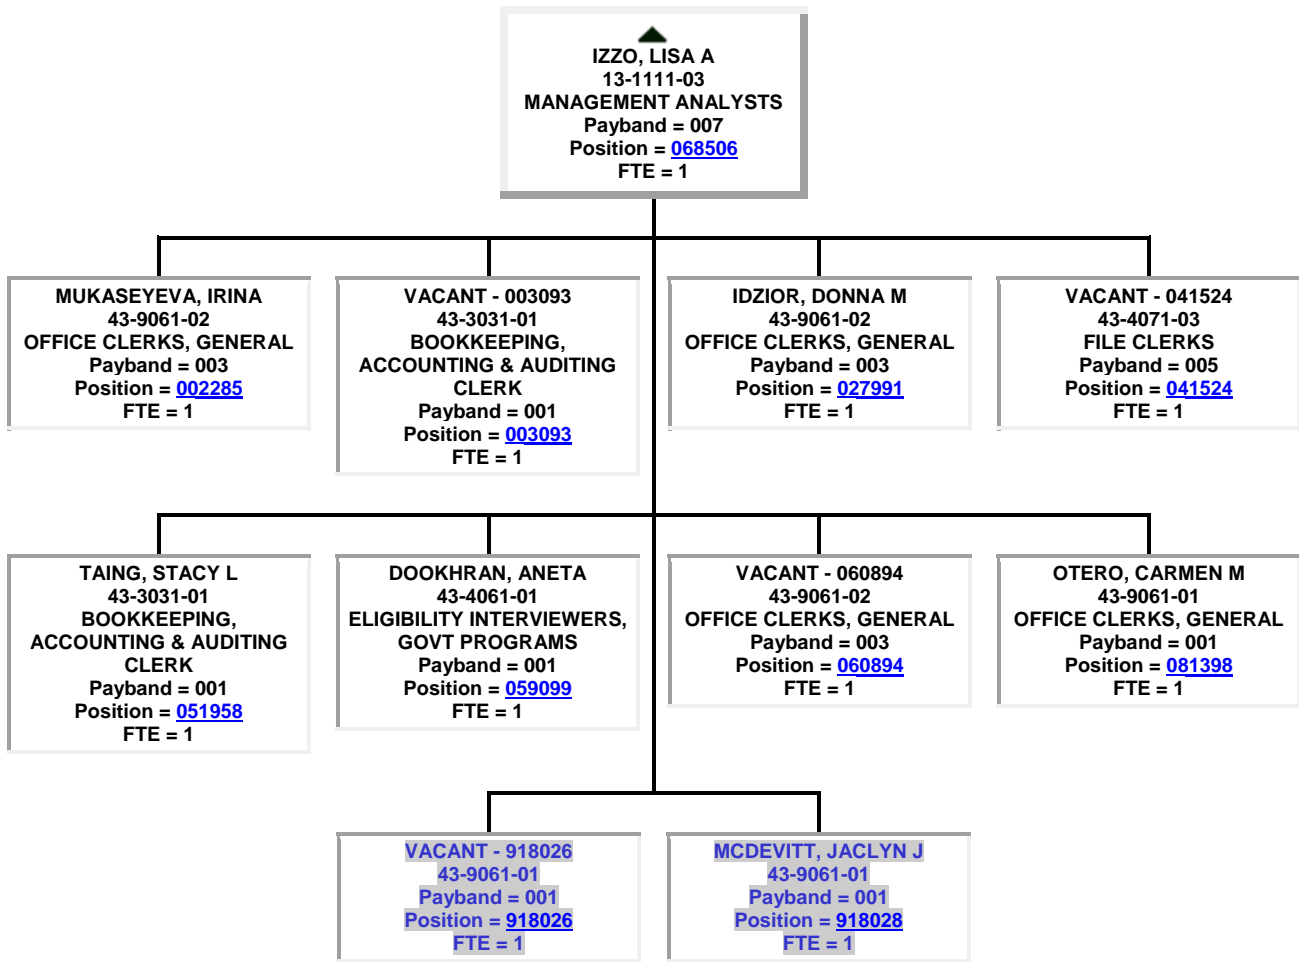 IZZO, LISA A
13-1111-03
MANAGEMENT ANALYSTS
Payband = 007
Position = 068506
FTE = 1
MUKASEYEVA, IRINA
43-9061-02
OFFICE CLERKS, GENERAL
Payband = 003
Position = 002285
FTE = 1
VACANT - 003093
43-3031-01
BOOKKEEPING,
ACCOUNTING & AUDITING
CLERK
Payband = 001
Position = 003093
FTE = 1
IDZIOR, DONNA M
43-9061-02
OFFICE CLERKS, GENERAL
Payband = 003
Position = 027991
FTE = 1
VACANT - 041524
43-4071-03
FILE CLERKS
Payband = 005
Position = 041524
FTE = 1
TAING, STACY L
43-3031-01
BOOKKEEPING,
ACCOUNTING & AUDITING
CLERK
Payband = 001
Position = 051958
FTE = 1
DOOKHRAN, ANETA
43-4061-01
ELIGIBILITY INTERVIEWERS,
GOVT PROGRAMS
Payband = 001
Position = 059099
FTE = 1
VACANT - 060894
43-9061-02
OFFICE CLERKS, GENERAL
Payband = 003
Position = 060894
FTE = 1
OTERO, CARMEN M
43-9061-01
OFFICE CLERKS, GENERAL
Payband = 001
Position = 081398
FTE = 1
VACANT - 918026
43-9061-01
Payband = 001
Position = 918026
FTE = 1
MCDEVITT, JACLYN J
43-9061-01
Payband = 001
Position = 918028
FTE = 1